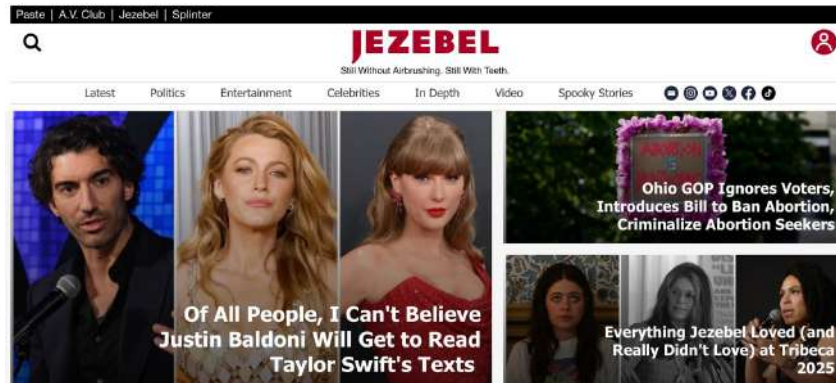 Paste | A.V. Club | Jezebel | Splinter
JEZEBEL
Still Without Airbrushing. Still With Teeth.
Latest Politics Entertainment Celebrities In Depth Video Spooky Stories
Of All People, I Can't Believe
Justin Baldoni Will Get to Read
Taylor Swift's Texts
ABORTION
IS
Ohio GOP Ignores Voters,
Introduces Bill to Ban Abortion,
Criminalize Abortion Seekers
Everything Jezebel Loved (and
Really Didn't Love) at Tribeca
2025